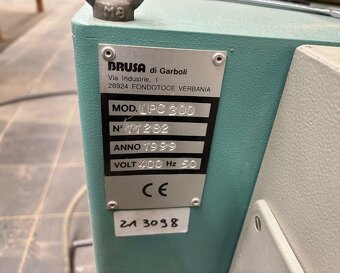 M8
BRUSA di Garboli
Via Industrie, 1
28924 FONDOTOCE VERBANIA
MOD. LPC 300
N° 11282
ANNO 1999
VOLT 400 Hz 50
CE
213098